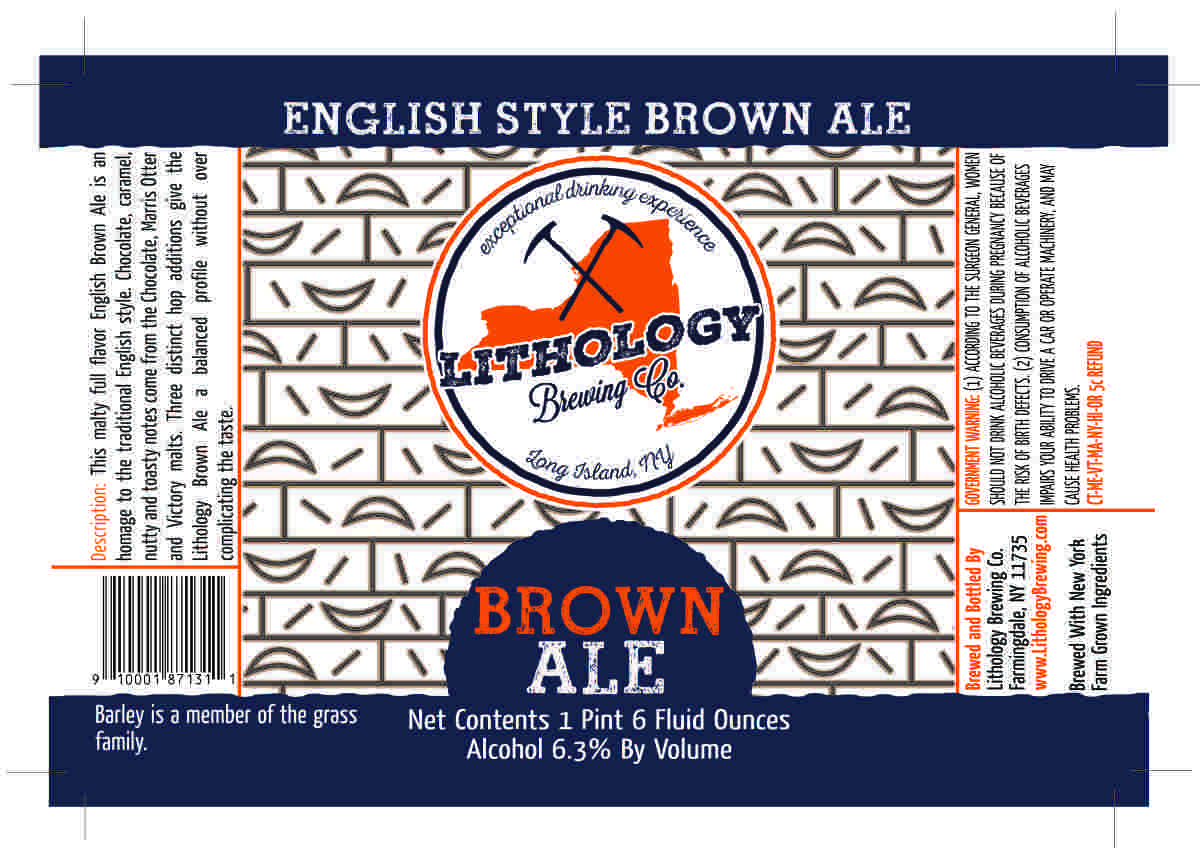 ENGLISH STYLE BROWN ALE
Description: This malty full flavor English Brown Ale is an
homage to the traditional English style. Chocolate, caramel,
nutty and toasty notes come from the Chocolate, Marris Otter
and Victory malts. Three distinct hop additions give the
Lithology Brown Ale a balanced profile without over
complicating the taste.
9 10001 87131 1
Barley is a member of the grass
family.
exceptional drinking experience
LITHOLOGY
Brewing Co.
Long Island, NY
BROWN
ALE
Net Contents 1 Pint 6 Fluid Ounces
Alcohol 6.3% By Volume
GOVERNMENT WARNING: (1) ACCORDING TO THE SURGEON GENERAL, WOMEN
SHOULD NOT DRINK ALCOHOLIC BEVERAGES DURING PREGNANCY BECAUSE OF
THE RISK OF BIRTH DEFECTS. (2) CONSUMPTION OF ALCOHOLIC BEVERAGES
IMPAIRS YOUR ABILITY TO DRIVE A CAR OR OPERATE MACHINERY, AND MAY
CAUSE HEALTH PROBLEMS.
CT-ME-VT-MA-NY-HI-OR 5¢ REFUND
Brewed and Bottled By
Lithology Brewing Co.
Farmingdale, NY 11735
www.LithologyBrewing.com
Brewed With New York
Farm Grown Ingredients